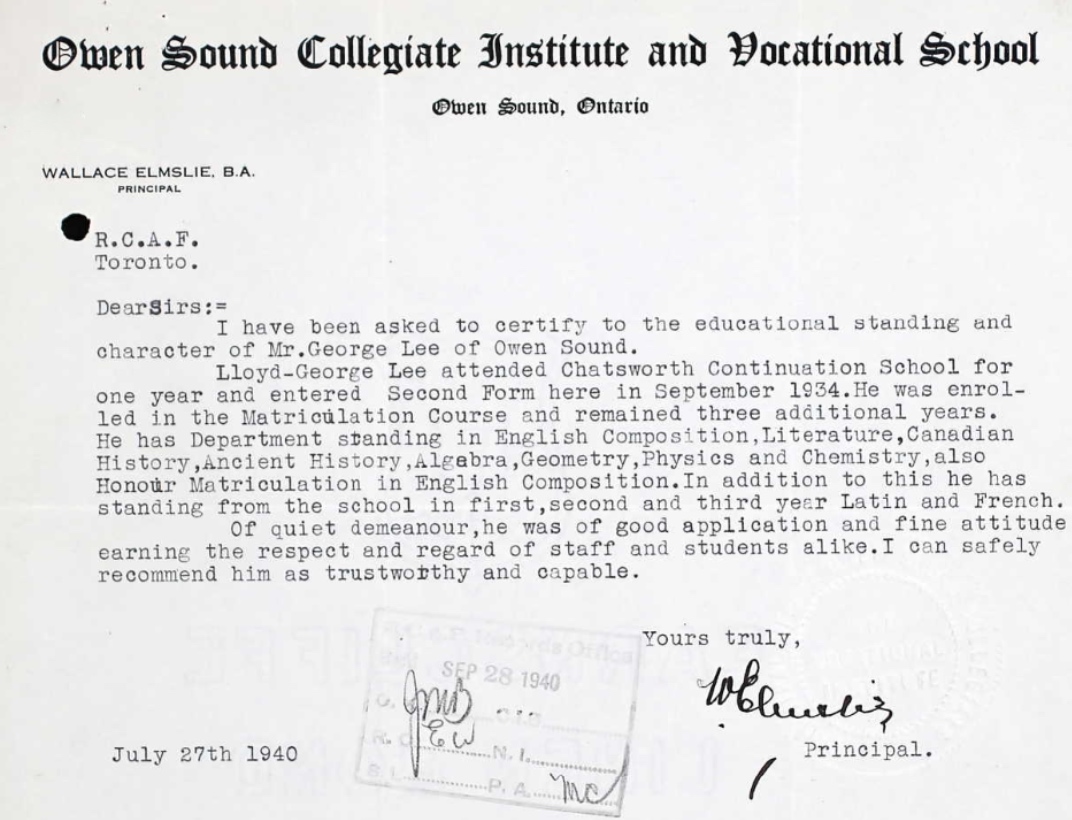 Owen Sound Collegiate Institute and Vocational School
Owen Sound, Ontario
WALLACE ELMSLIE, B.A.
PRINCIPAL
R.C.A.F.
Toronto.
DearSirs:=
I have been asked to certify to the educational standing and
character of Mr.George Lee of Owen Sound.
Lloyd-George Lee attended Chatsworth Continuation School for
one year and entered Second Form here in September 1934.He was enrol-
led in the Matriculation Course and remained three additional years.
He has Department standing in English Composition,Literature,Canadian
History,Ancient History,Algebra,Geometry,Physics and Chemistry,also
Honour Matriculation in English Composition.In addition to this he has
standing from the school in first,second and third year Latin and French.
Of quiet demeanour,he was of good application and fine attitude
earning the respect and regard of staff and students alike.I can safely
recommend him as trustworthy and capable.
Yours truly,
WElmslie
Principal.
July 27th 1940
Records Office
SEP 28 1940
N. I.
EW
P. A. MC